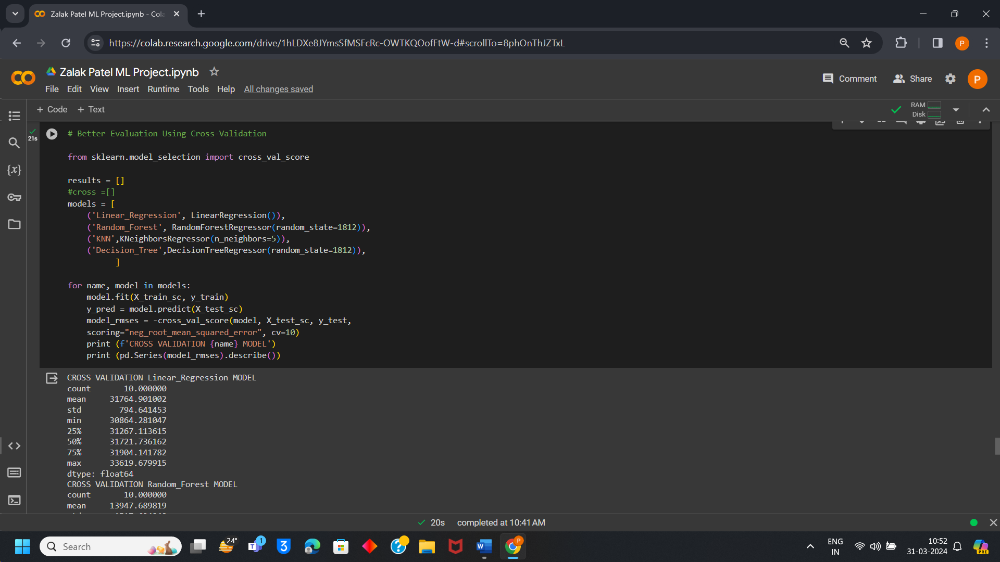 Zalak Patel ML Project.ipynb - Cola
https://colab.research.google.com/drive/1hLDXe8JYmsSfMSFcRc-OWTKQOofFtW-d#scrollTo=8phOnThJZTxL
P
Zalak Patel ML Project.ipynb
Comment
Share
P
File Edit View Insert Runtime Tools Help All changes saved
+ Code + Text
RAM
Disk
21s
# Better Evaluation Using Cross-Validation
from sklearn.model_selection import cross_val_score
results = []
#cross =[]
models = [
('Linear_Regression', LinearRegression()),
('Random_Forest', RandomForestRegressor(random_state=1812)),
('KNN',KNeighborsRegressor(n_neighbors=5)),
('Decision_Tree',DecisionTreeRegressor(random_state=1812)),
]
for name, model in models:
model.fit(X_train_sc, y_train)
y_pred = model.predict(X_test_sc)
model_rmses = -cross_val_score(model, X_test_sc, y_test,
scoring="neg_root_mean_squared_error", cv=10)
print (f'CROSS VALIDATION {name} MODEL')
print (pd.Series(model_rmses).describe())
CROSS VALIDATION Linear_Regression MODEL
count 10.000000
mean 31764.901002
std 794.641453
min 30864.281047
25% 31267.113615
50% 31721.736162
75% 31904.141782
max 33619.679915
dtype: float64
CROSS VALIDATION Random_Forest MODEL
count 10.000000
mean 13947.689819
20s completed at 10:41 AM
Search
24°
1
ENG
IN
10:52
31-03-2024